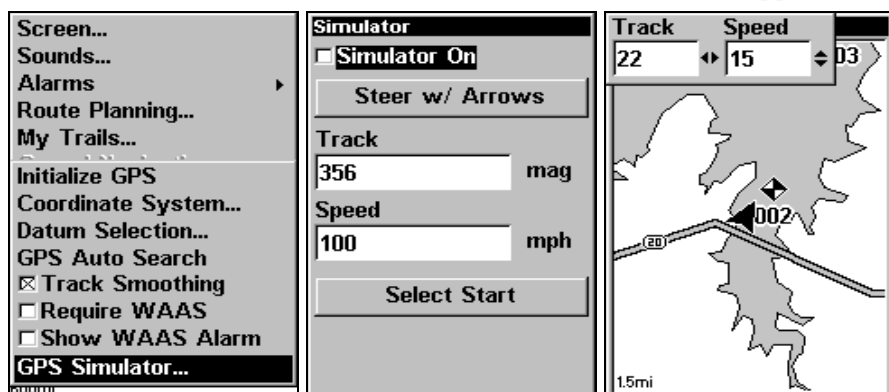 Screen...
Sounds...
Alarms
Route Planning...
My Trails...
Initialize GPS
Coordinate System...
Datum Selection...
GPS Auto Search
Track Smoothing
Require WAAS
Show WAAS Alarm
GPS Simulator...
Simulator
Simulator On
Steer w/ Arrows
Track
356 mag
Speed
100 mph
Select Start
Track Speed
22 15
03
002
20
1.5mi